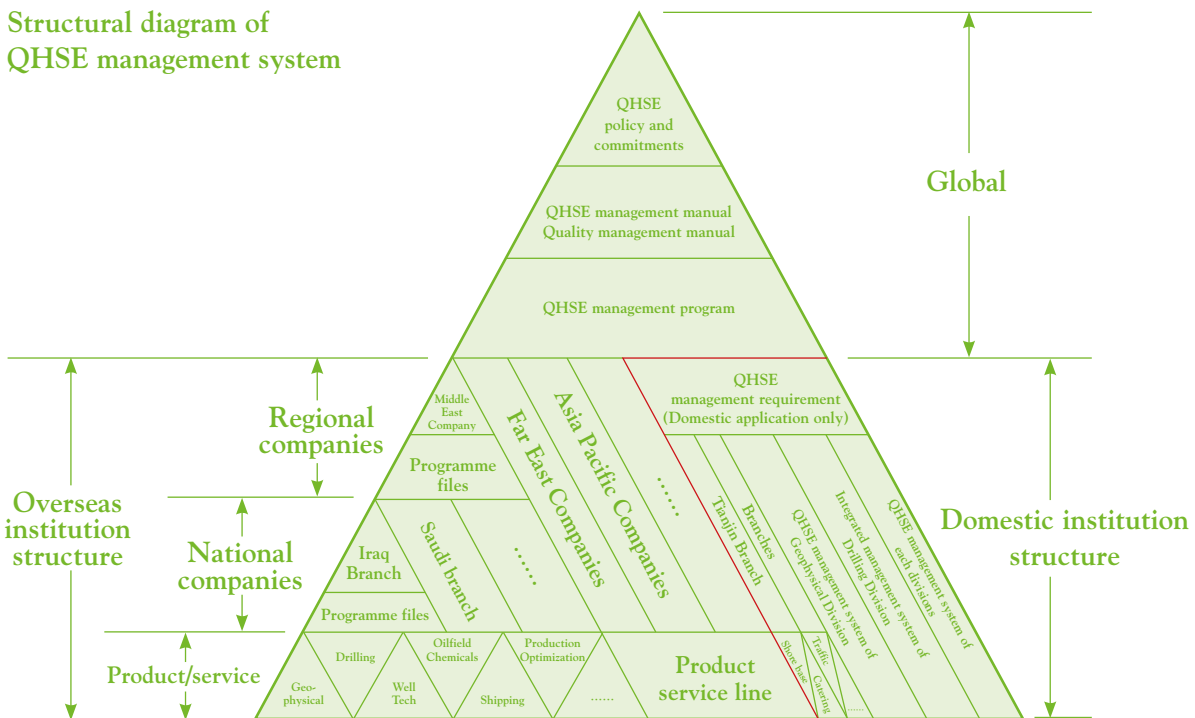 Structural diagram of
QHSE management system
QHSE
policy and
commitments
Global
QHSE management manual
Quality management manual
QHSE management program
Overseas
institution
structure
Regional
companies
National
companies
Product/service
Middle
East
Company
Programme
files
Far East Companies
Asia Pacific Companies
......
Iraq
Branch
Programme files
Saudi branch
......
QHSE
management requirement
(Domestic application only)
Tianjin Branch
Branches
QHSE management system of
Geophysical Division
Integrated management system of
Drilling Division
QHSE management system of
each divisions
Domestic institution
structure
Geo-
physical
Drilling
Well
Tech
Oilfield
Chemicals
Shipping
Production
Optimization
......
Product
service line
Shore base
Traffic
Catering
......